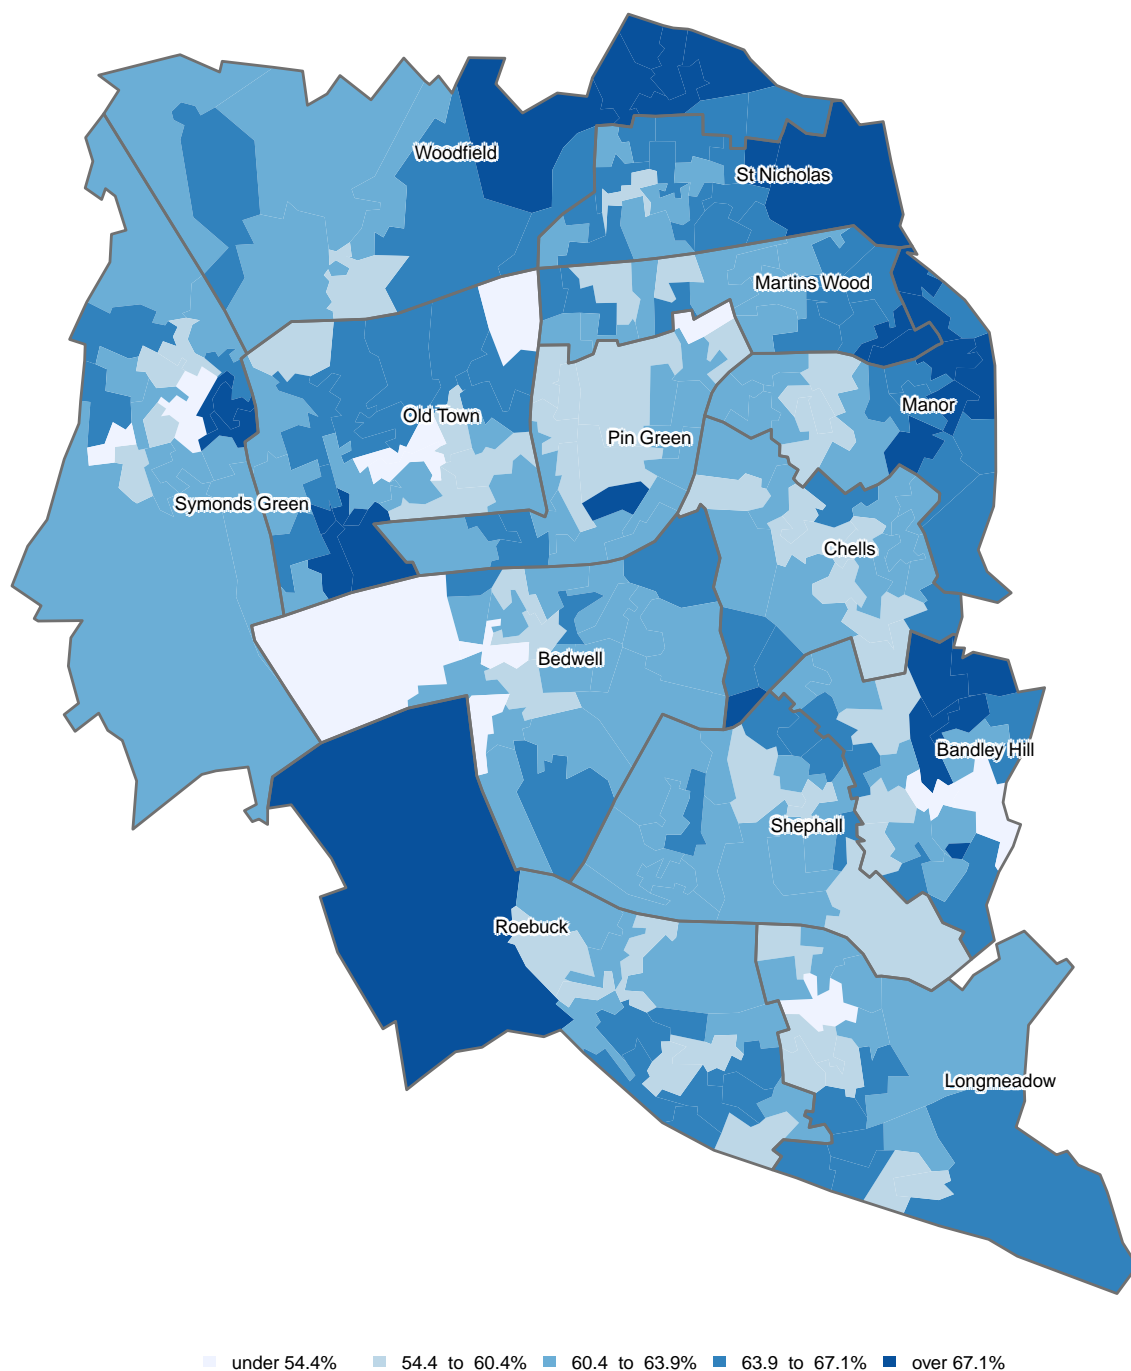 Woodfield
St Nicholas
Martins Wood
Manor
Old Town
Pin Green
Symonds Green
Chells
Bedwell
Bandley Hill
Shephall
Roebuck
Longmeadow
under 54.4% 54.4 to 60.4% 60.4 to 63.9% 63.9 to 67.1% over 67.1%